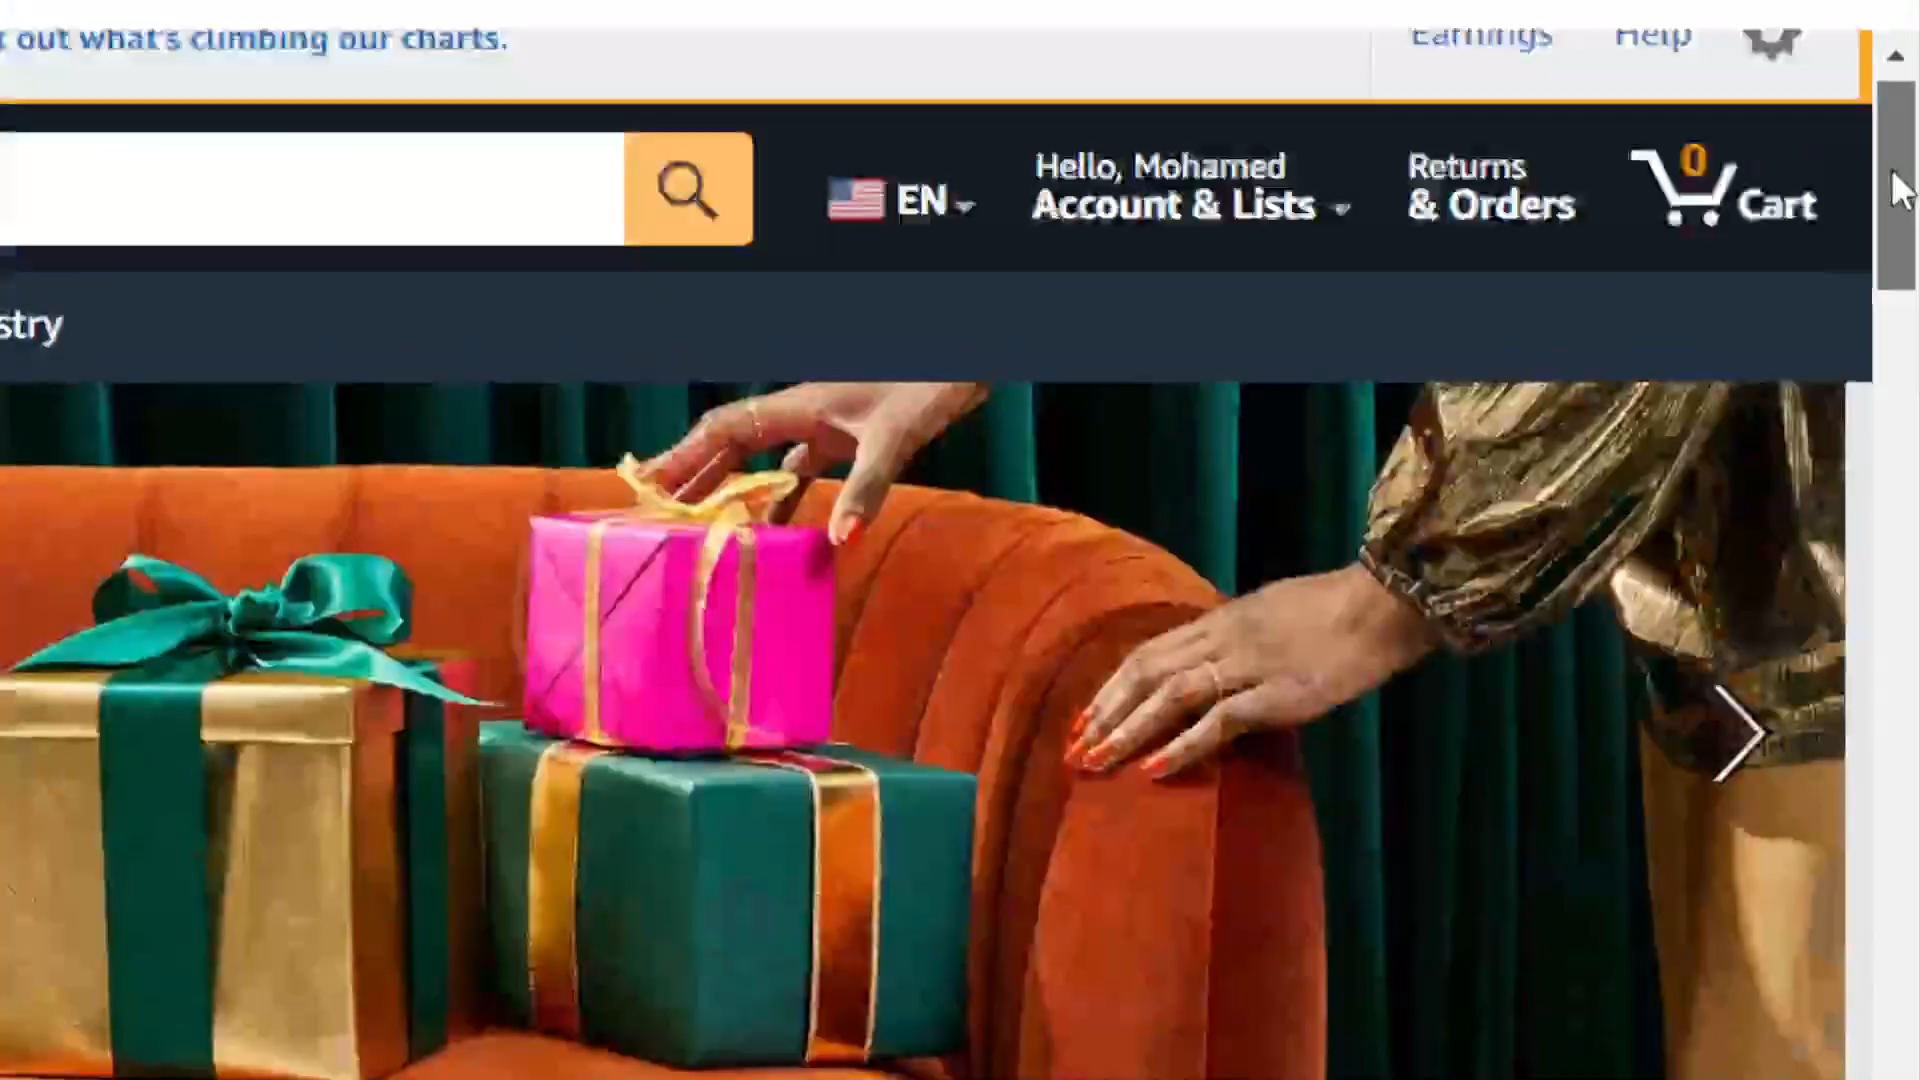 out what's climbing our charts.
Earnings
Help
EN
Hello, Mohamed
Account & Lists
Returns
& Orders
0
Cart
stry